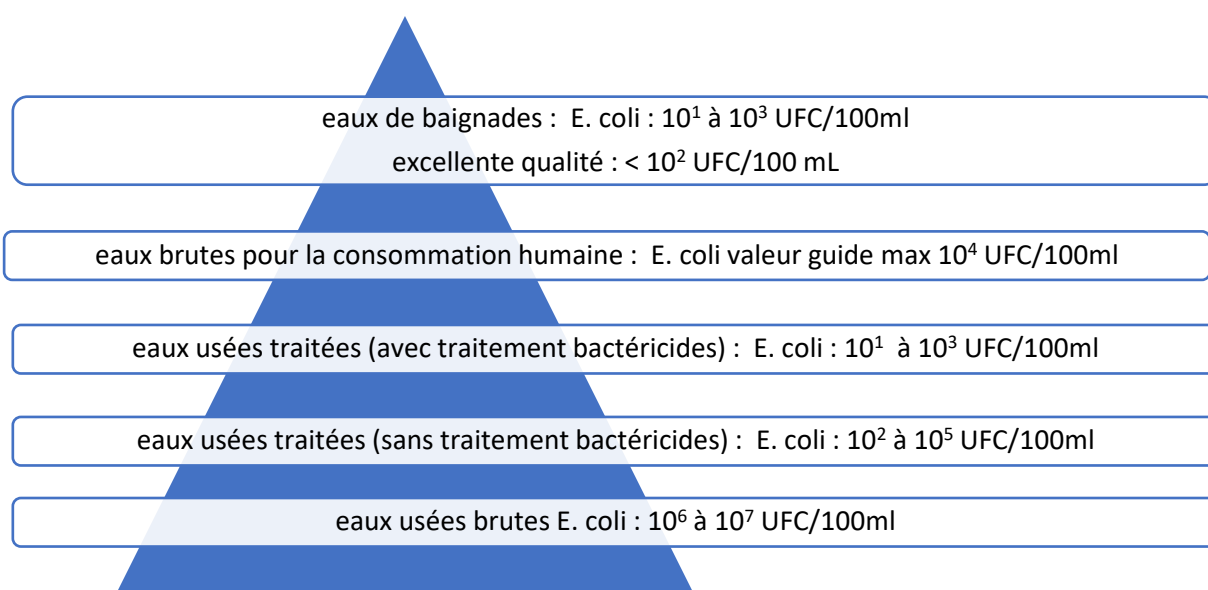 eaux de baignades :  E. coli : 10¹ à 10³ UFC/100ml
excellente qualité : < 10² UFC/100 mL
eaux brutes pour la consommation humaine :  E. coli valeur guide max 10⁴ UFC/100ml
eaux usées traitées (avec traitement bactéricides) :  E. coli : 10¹  à 10³ UFC/100ml
eaux usées traitées (sans traitement bactéricides) :  E. coli : 10² à 10⁵ UFC/100ml
eaux usées brutes E. coli : 10⁶ à 10⁷ UFC/100ml